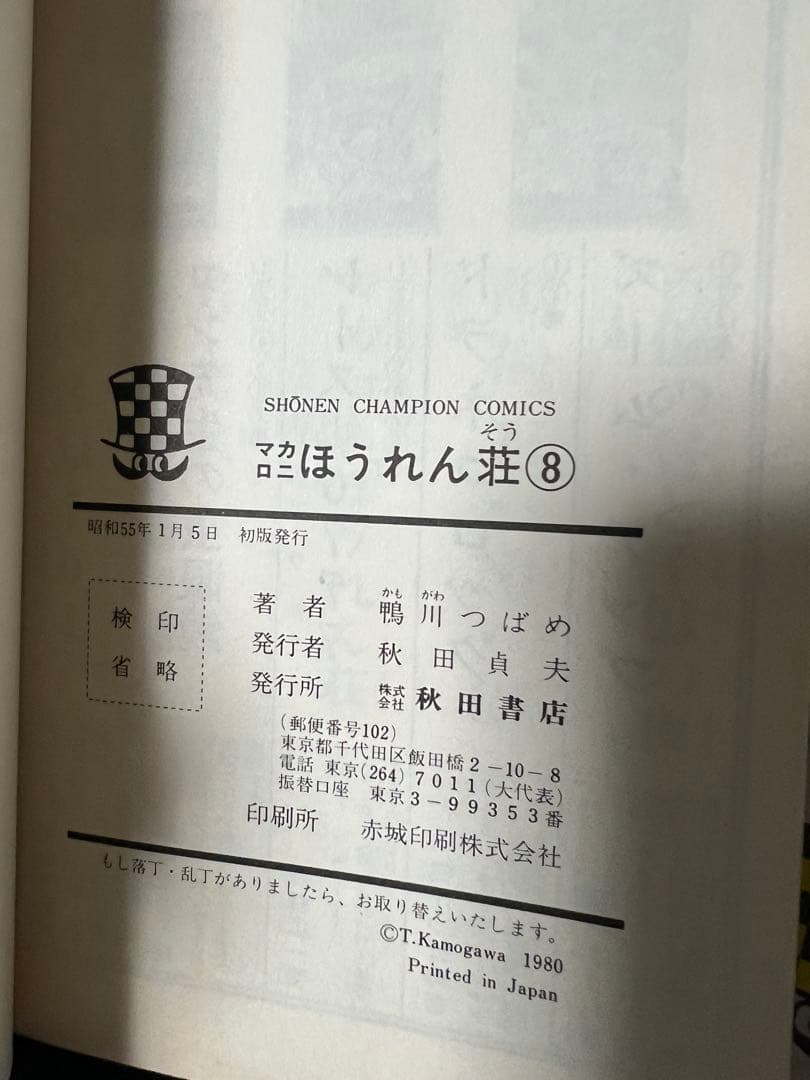 SHŌNEN CHAMPION COMICS
マカロニほうれん荘⑧
そう
昭和55年1月5日 初版発行
検印
省略
かも がわ
著者 鴨川つばめ
発行者 秋田貞夫
発行所 株式会社 秋田書店
(郵便番号102)
東京都千代田区飯田橋2-10-8
電話 東京(264)7011(大代表)
振替口座 東京3-99353番
印刷所 赤城印刷株式会社
もし落丁・乱丁がありましたら、お取り替えいたします。
©T.Kamogawa 1980
Printed in Japan